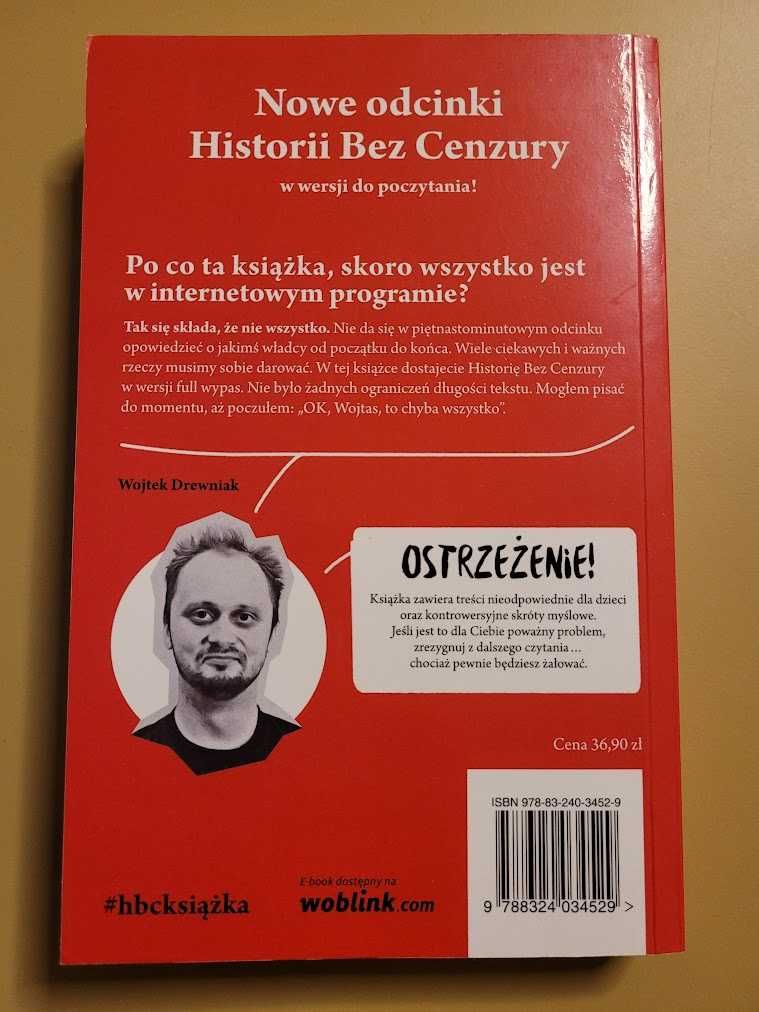 Nowe odcinki
Historii Bez Cenzury
w wersji do poczytania!
Po co ta książka, skoro wszystko jest
w internetowym programie?
Tak się składa, że nie wszystko. Nie da się w piętnastominutowym odcinku
opowiedzieć o jakimś władcy od początku do końca. Wiele ciekawych i ważnych
rzeczy musimy sobie darować. W tej książce dostajecie Historię Bez Cenzury
w wersji full wypas. Nie było żadnych ograniczeń długości tekstu. Mogłem pisać
do momentu, aż poczułem: „OK, Wojtas, to chyba wszystko”.
Wojtek Drewniak
OSTRZEŻENIE!
Książka zawiera treści nieodpowiednie dla dzieci
oraz kontrowersyjne skróty myślowe.
Jeśli jest to dla Ciebie poważny problem,
zrezygnuj z dalszego czytania...
chociaż pewnie będziesz żałować.
Cena 36,90 zł
ISBN 978-83-240-3452-9
9 788324 034529 >
#hbcksiążka
E-book dostępny na
woblink.com